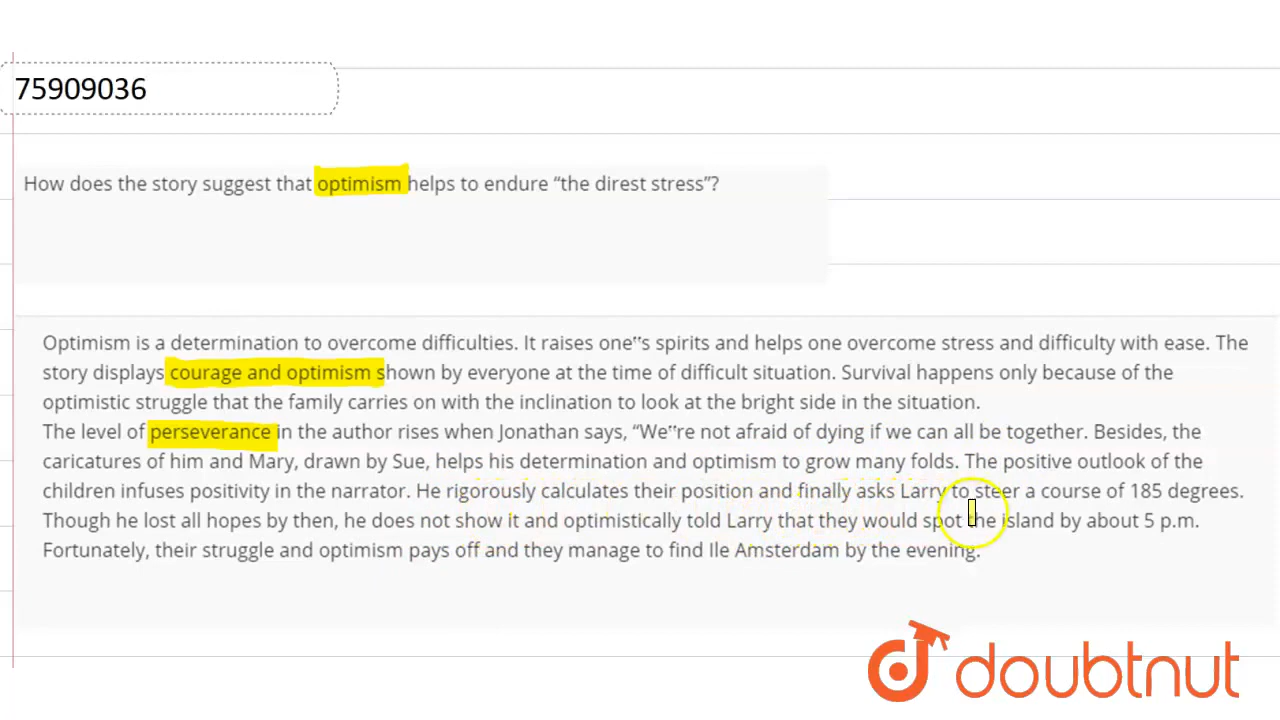 75909036
How does the story suggest that optimism helps to endure “the direst stress”?
Optimism is a determination to overcome difficulties. It raises one‟s spirits and helps one overcome stress and difficulty with ease. The
story displays courage and optimism shown by everyone at the time of difficult situation. Survival happens only because of the
optimistic struggle that the family carries on with the inclination to look at the bright side in the situation.
The level of perseverance in the author rises when Jonathan says, “We‟re not afraid of dying if we can all be together. Besides, the
caricatures of him and Mary, drawn by Sue, helps his determination and optimism to grow many folds. The positive outlook of the
children infuses positivity in the narrator. He rigorously calculates their position and finally asks Larry to steer a course of 185 degrees.
Though he lost all hopes by then, he does not show it and optimistically told Larry that they would spot the island by about 5 p.m.
Fortunately, their struggle and optimism pays off and they manage to find Ile Amsterdam by the evening.
doubtnut